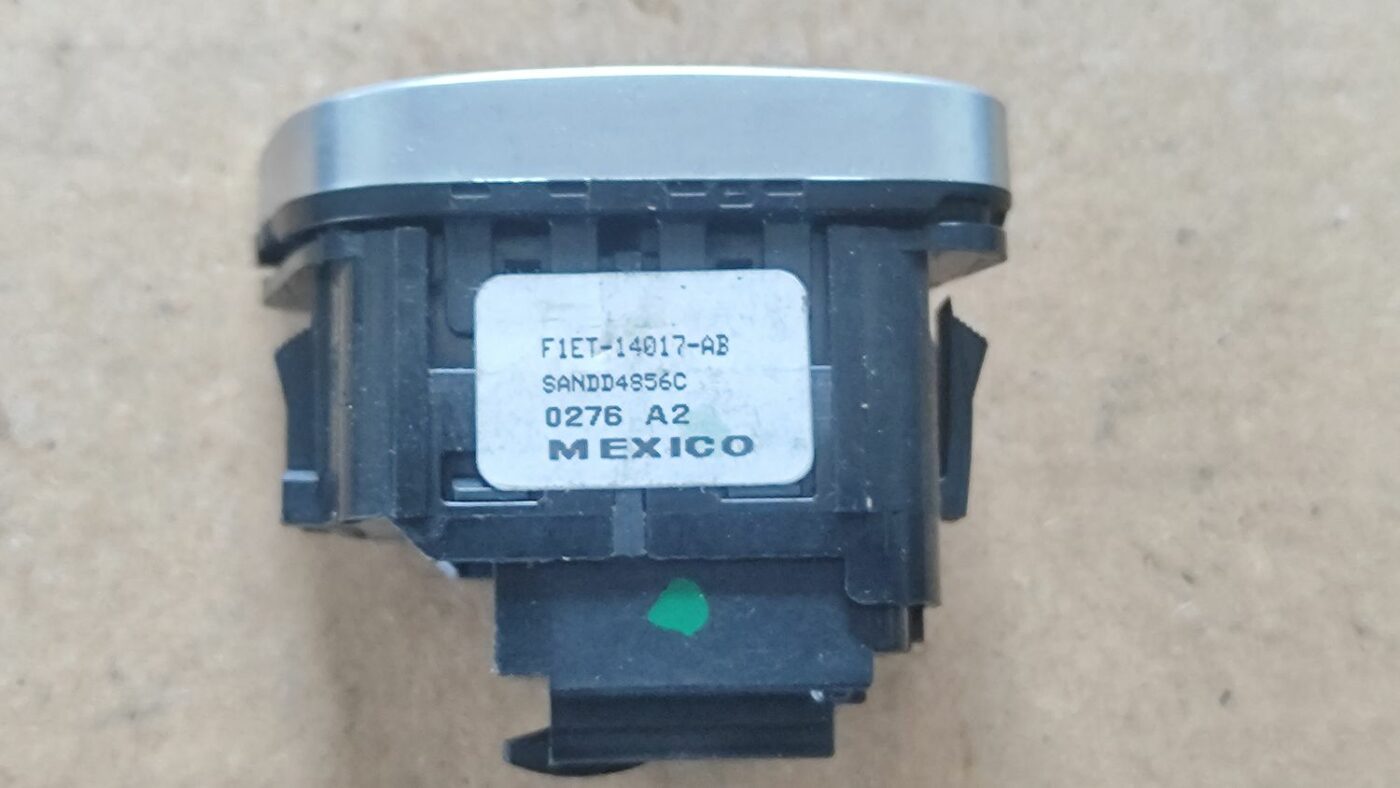 F1ET-14017-AB
SANDD4856C
0276 A2
MEXICO